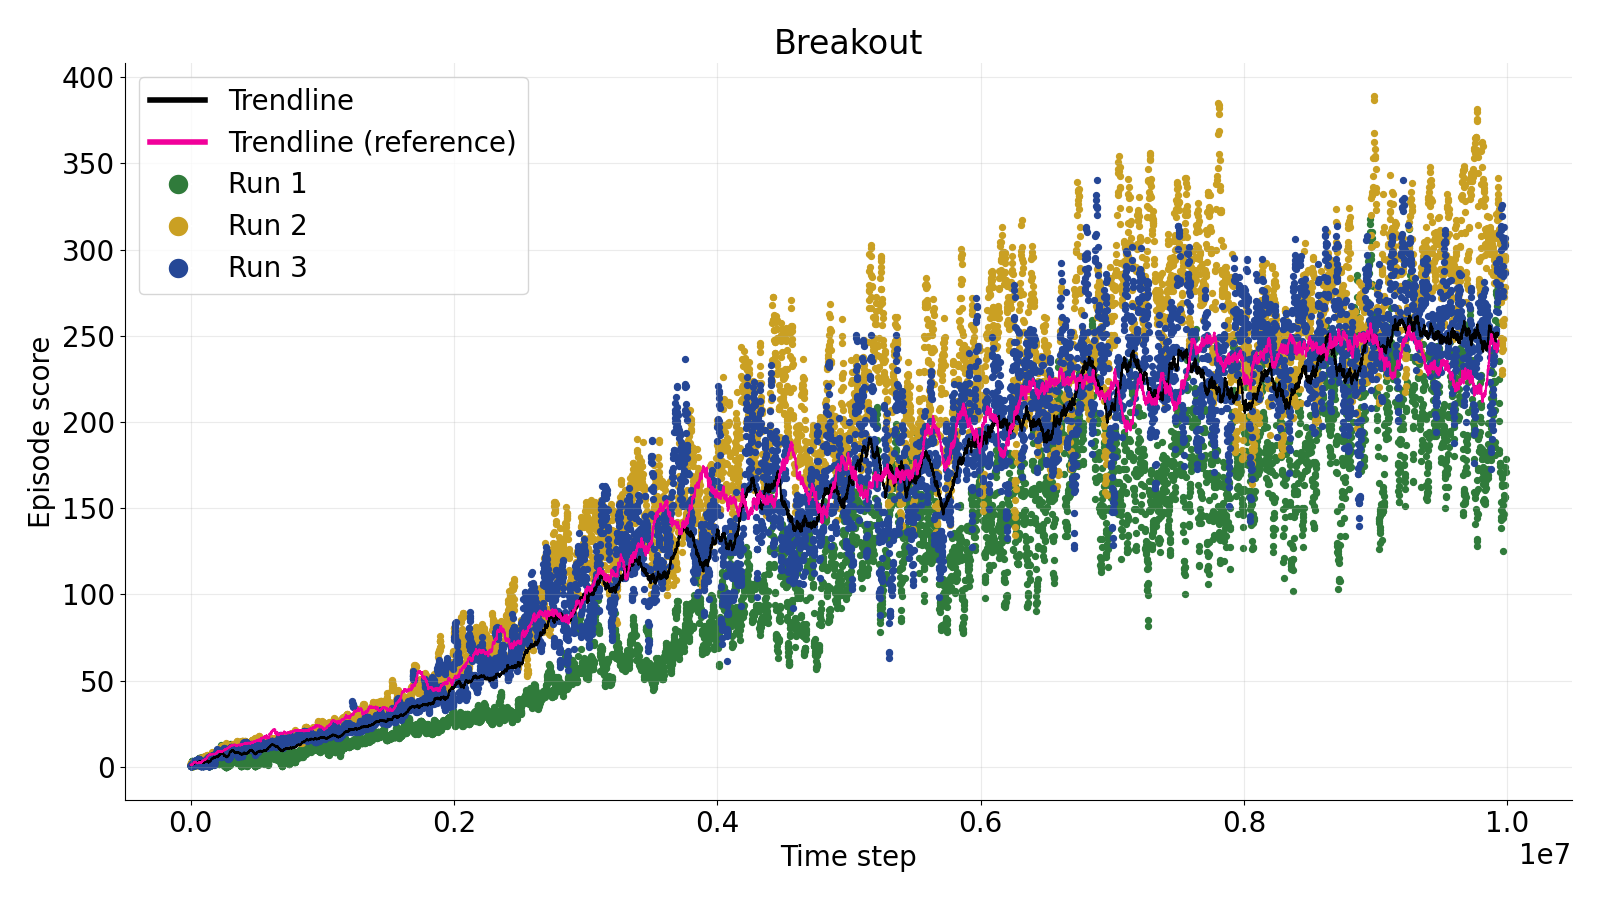 Breakout
400
350
300
250
200
150
100
50
0
Episode score
Trendline
Trendline (reference)
Run 1
Run 2
Run 3
0.0 0.2 0.4 0.6 0.8 1.0
1e7
Time step